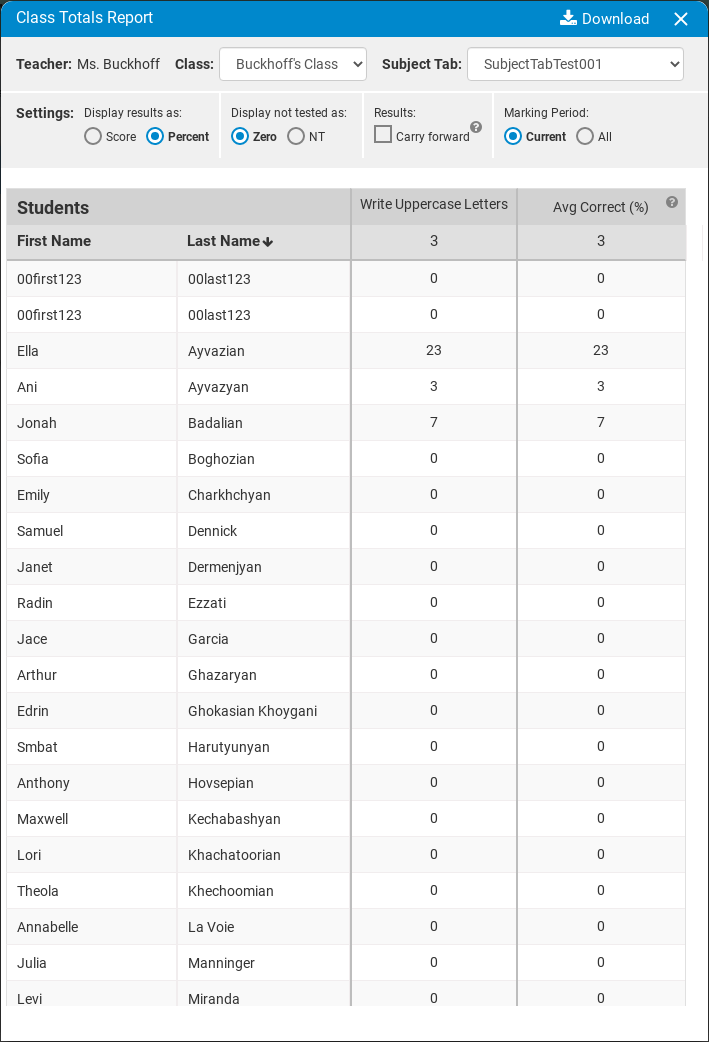 Class Totals Report Download
Teacher: Ms. Buckhoff Class: Buckhoff's Class Subject Tab: SubjectTabTest001
Settings: Display results as: Display not tested as: Results: Marking Period:
Score Percent Zero NT Carry forward ? Current All
Students Write Uppercase Letters Avg Correct (%) ?
First Name Last Name 3 3
00first123 00last123 0 0
00first123 00last123 0 0
Ella Ayvazian 23 23
Ani Ayvazyan 3 3
Jonah Badalian 7 7
Sofia Boghozian 0 0
Emily Charkhchyan 0 0
Samuel Dennick 0 0
Janet Dermenjyan 0 0
Radin Ezzati 0 0
Jace Garcia 0 0
Arthur Ghazaryan 0 0
Edrin Ghokasian Khoygani 0 0
Smbat Harutyunyan 0 0
Anthony Hovsepian 0 0
Maxwell Kechabashyan 0 0
Lori Khachatoorian 0 0
Theola Khechoomian 0 0
Annabelle La Voie 0 0
Julia Manninger 0 0
Levi Miranda 0 0